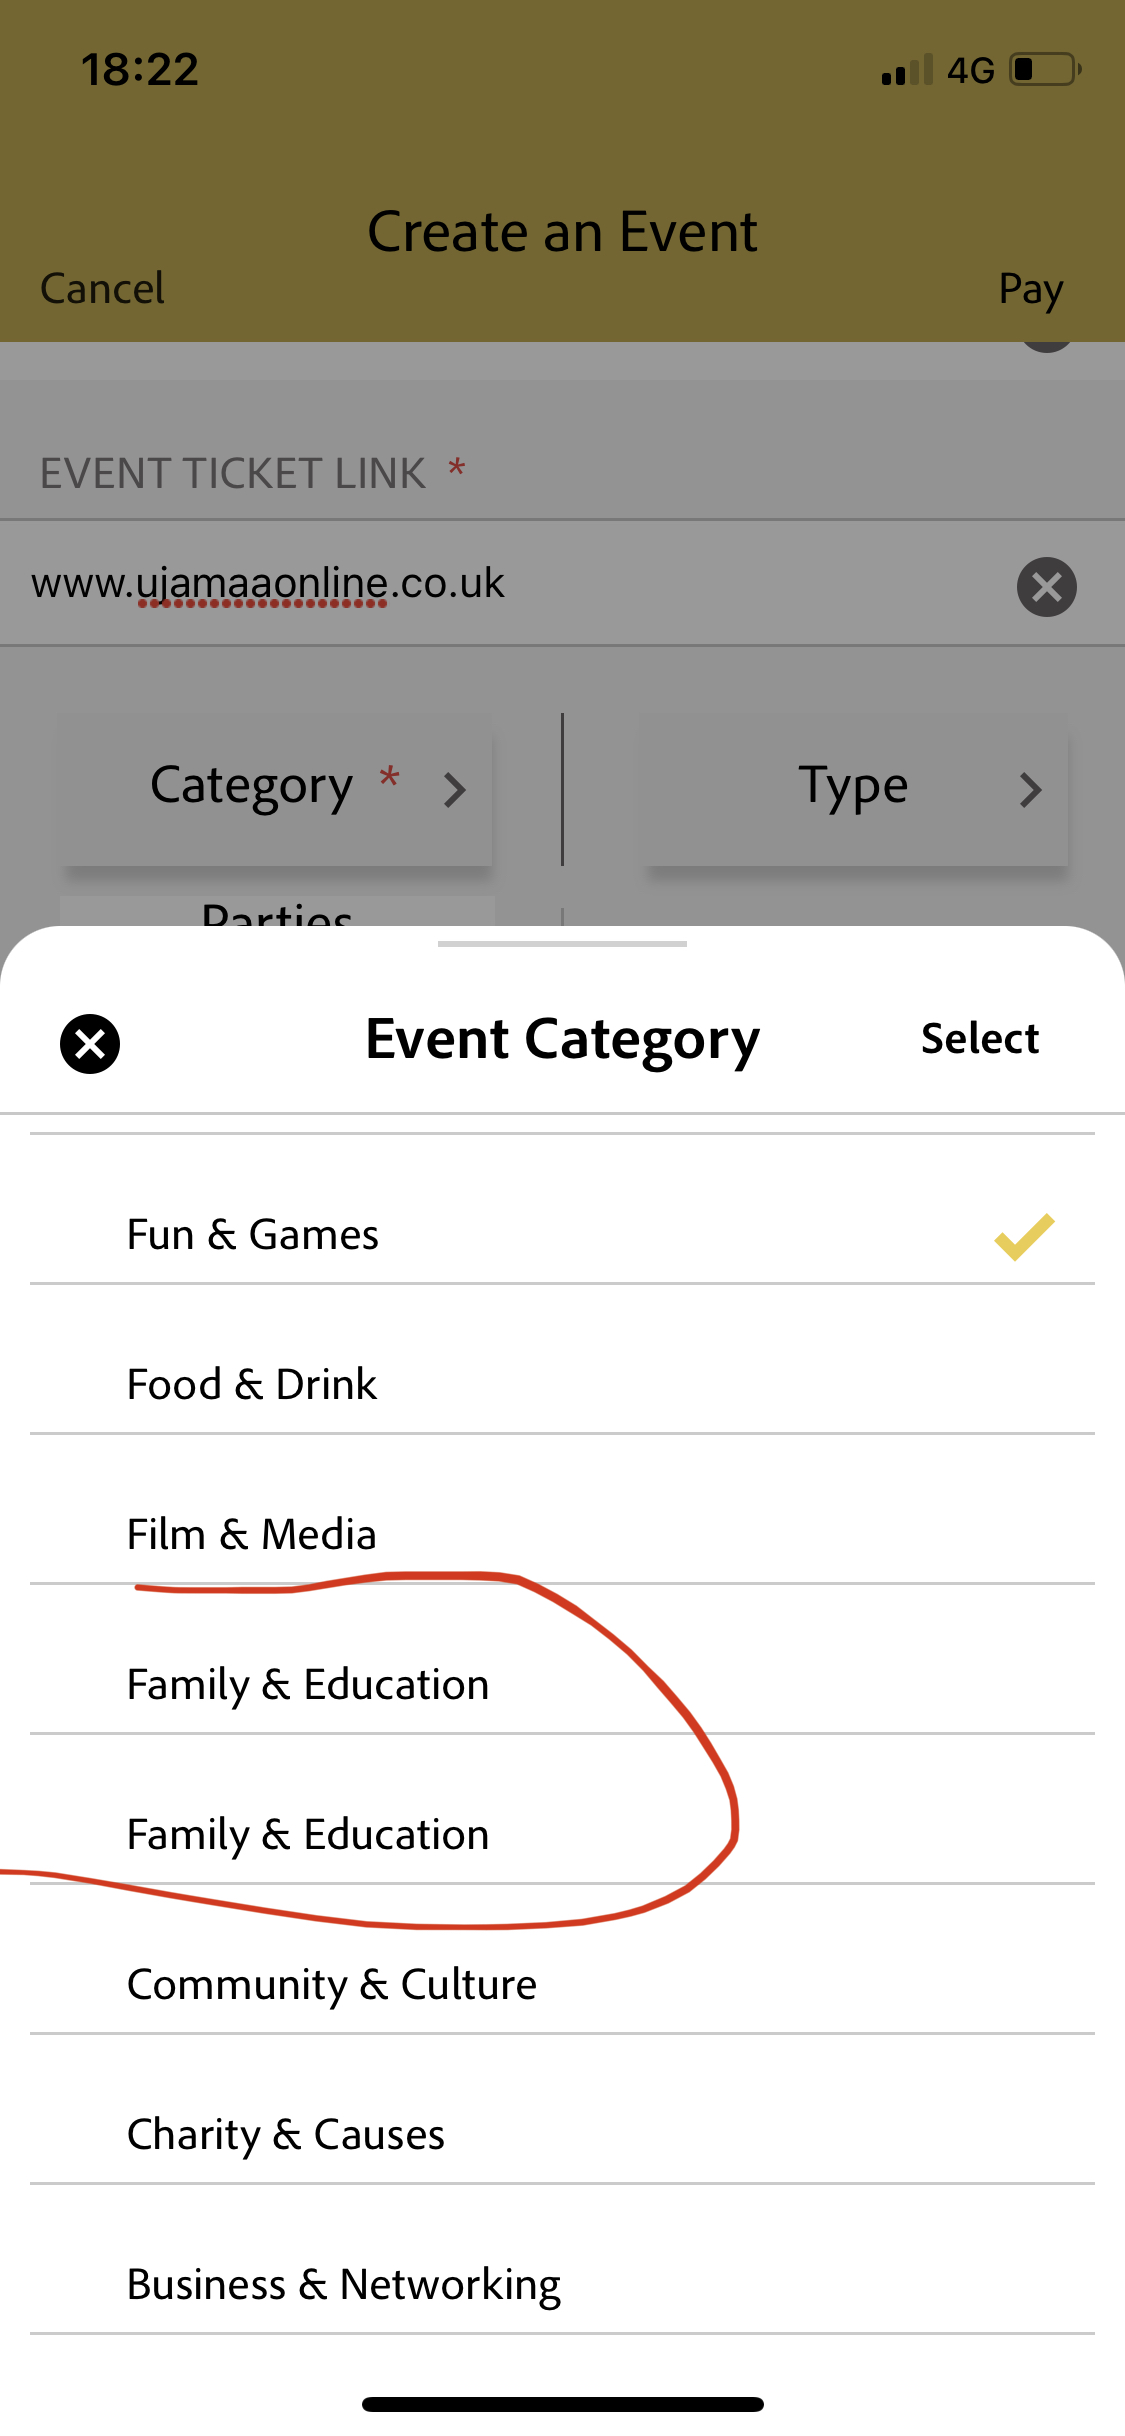 18:22
4G
Create an Event
Cancel
Pay
EVENT TICKET LINK *
www.ujamaaonline.co.uk
Category *
Type
Parties
Event Category
Select
Fun & Games
Food & Drink
Film & Media
Family & Education
Family & Education
Community & Culture
Charity & Causes
Business & Networking